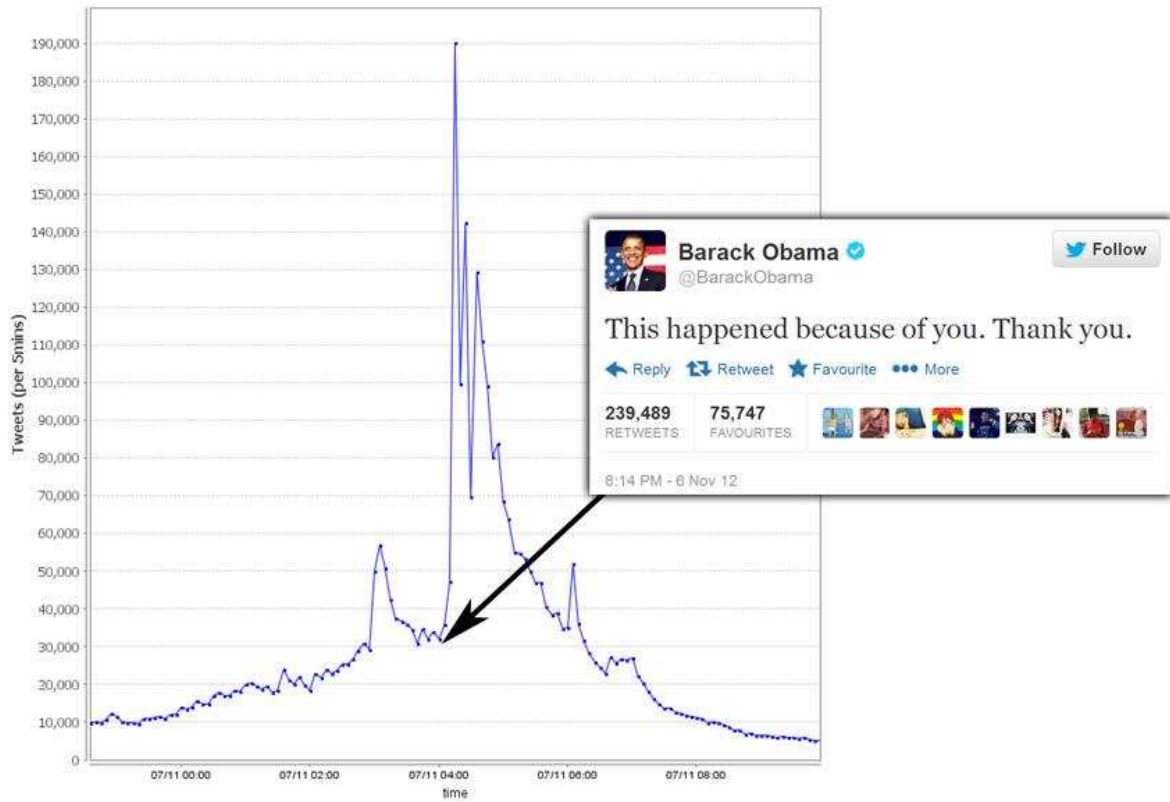 190,000
180,000
170,000
160,000
150,000
140,000
130,000
120,000
110,000
100,000
90,000
80,000
70,000
60,000
50,000
40,000
30,000
20,000
10,000
0
Tweets (per 5mins)
07/11 00:00 07/11 02:00 07/11 04:00 07/11 06:00 07/11 08:00
time
Barack Obama
@BarackObama
Follow
This happened because of you. Thank you.
Reply Retweet Favourite More
239,489 75,747
RETWEETS FAVOURITES
8:14 PM - 6 Nov 12